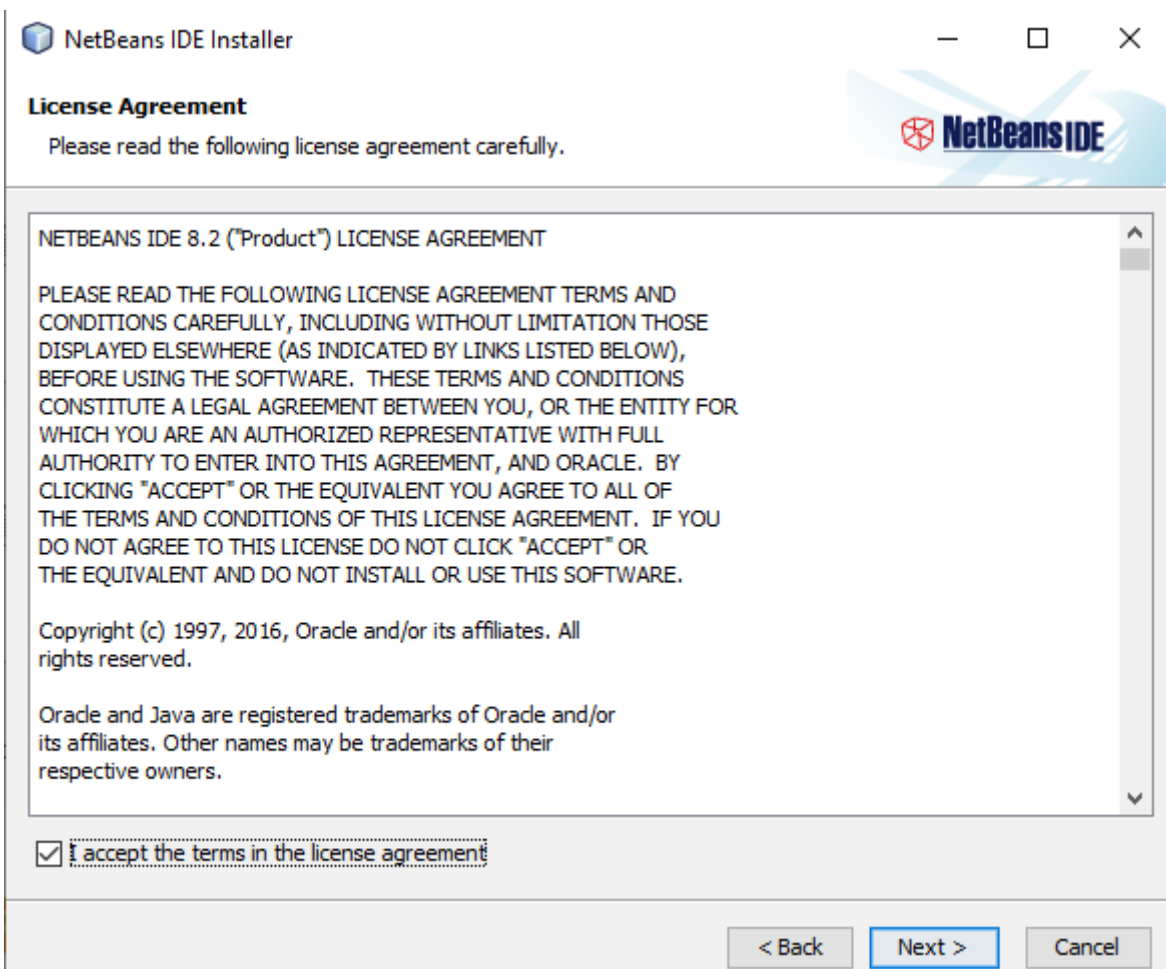 NetBeans IDE Installer
License Agreement
Please read the following license agreement carefully.
NetBeans IDE
NETBEANS IDE 8.2 ("Product") LICENSE AGREEMENT
PLEASE READ THE FOLLOWING LICENSE AGREEMENT TERMS AND
CONDITIONS CAREFULLY, INCLUDING WITHOUT LIMITATION THOSE
DISPLAYED ELSEWHERE (AS INDICATED BY LINKS LISTED BELOW),
BEFORE USING THE SOFTWARE.  THESE TERMS AND CONDITIONS
CONSTITUTE A LEGAL AGREEMENT BETWEEN YOU, OR THE ENTITY FOR
WHICH YOU ARE AN AUTHORIZED REPRESENTATIVE WITH FULL
AUTHORITY TO ENTER INTO THIS AGREEMENT, AND ORACLE.  BY
CLICKING "ACCEPT" OR THE EQUIVALENT YOU AGREE TO ALL OF
THE TERMS AND CONDITIONS OF THIS LICENSE AGREEMENT.  IF YOU
DO NOT AGREE TO THIS LICENSE DO NOT CLICK "ACCEPT" OR
THE EQUIVALENT AND DO NOT INSTALL OR USE THIS SOFTWARE.
Copyright (c) 1997, 2016, Oracle and/or its affiliates. All
rights reserved.
Oracle and Java are registered trademarks of Oracle and/or
its affiliates. Other names may be trademarks of their
respective owners.
I accept the terms in the license agreement
< Back
Next >
Cancel